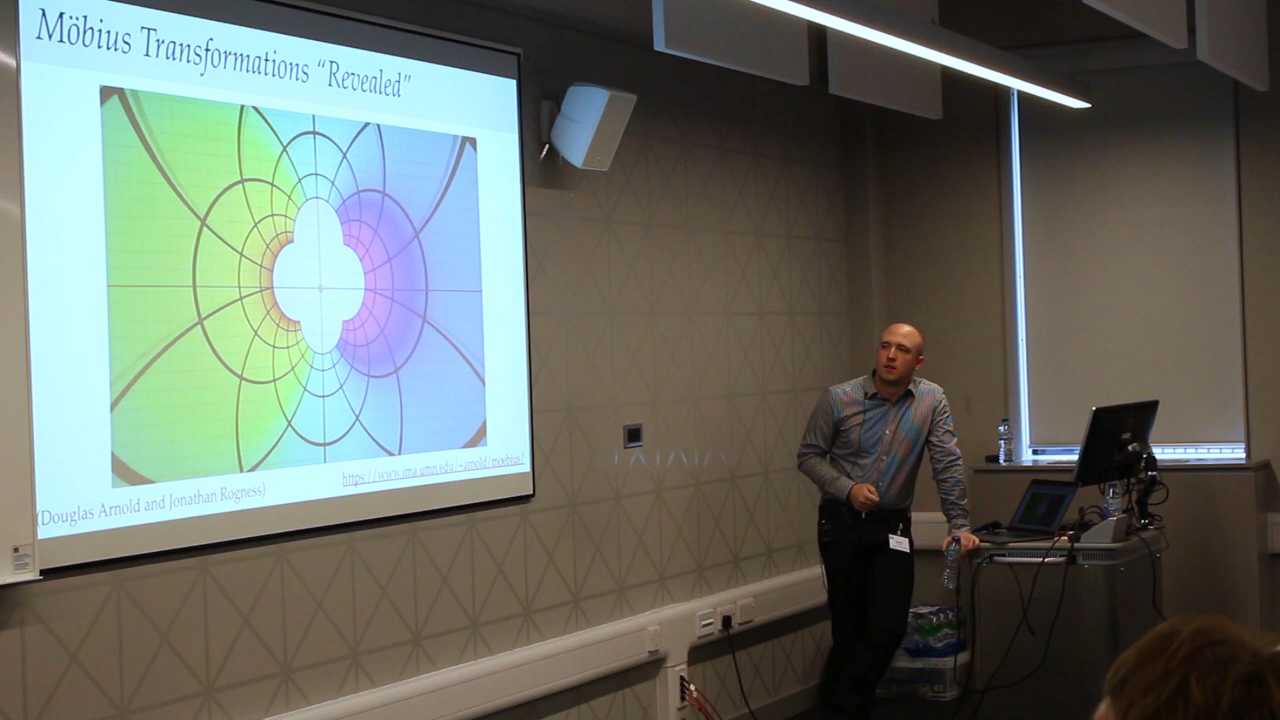 Möbius Transformations “Revealed”
https://www.ima.umn.edu/~arnold/moebius/
(Douglas Arnold and Jonathan Rogness)